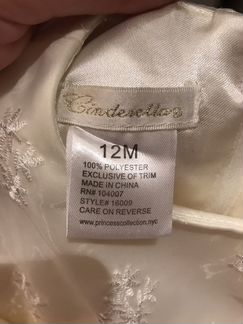 Cinderella
12M
100% POLYESTER
EXCLUSIVE OF TRIM
MADE IN CHINA
RN# 104007
STYLE# 16009
CARE ON REVERSE
www.princesscollection.nyc